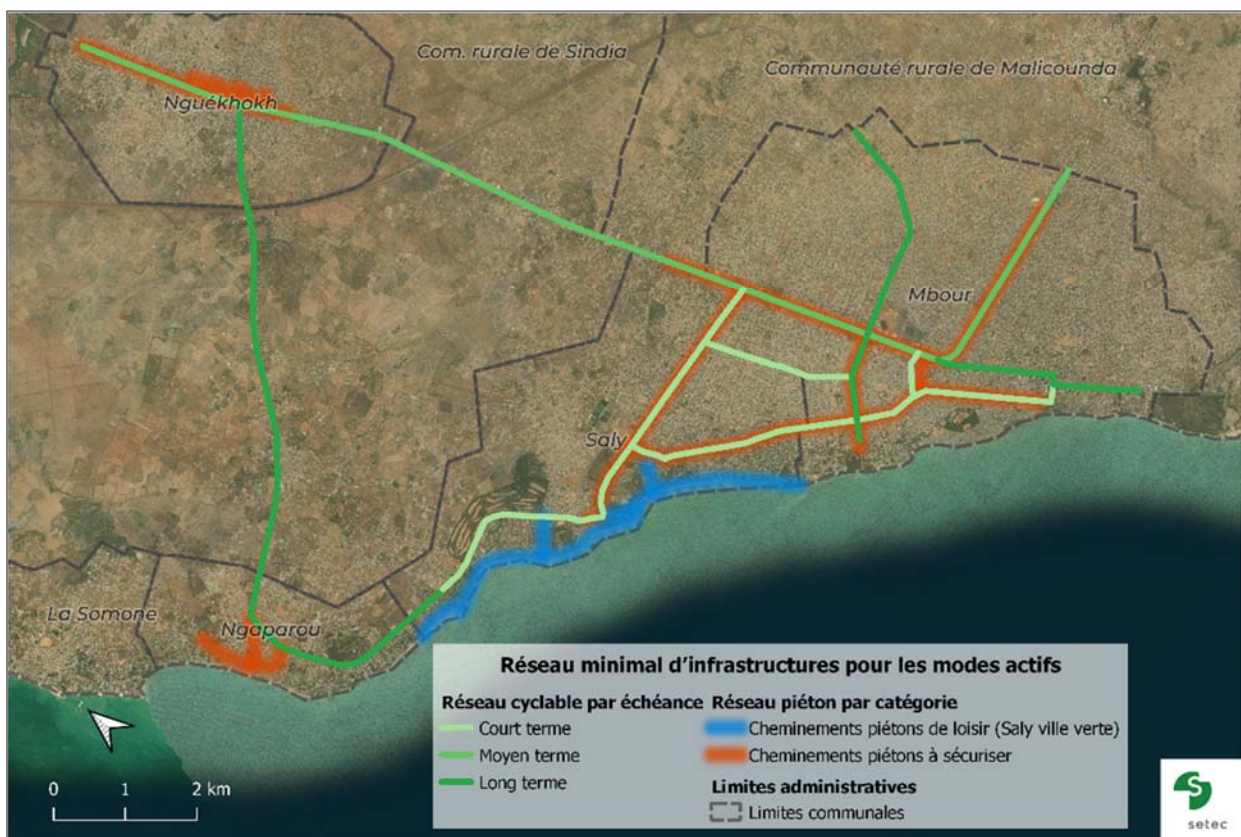 Com. rurale de Sindia
Communauté rurale de Malicounda
Nguékhokh
Mbour
Saly
La Somone
Ngaparou
Réseau minimal d'infrastructures pour les modes actifs
Réseau cyclable par échéance
Court terme
Moyen terme
Long terme
Réseau piéton par catégorie
Cheminements piétons de loisir (Saly ville verte)
Cheminements piétons à sécuriser
Limites administratives
Limites communales
0 1 2 km
S
setec